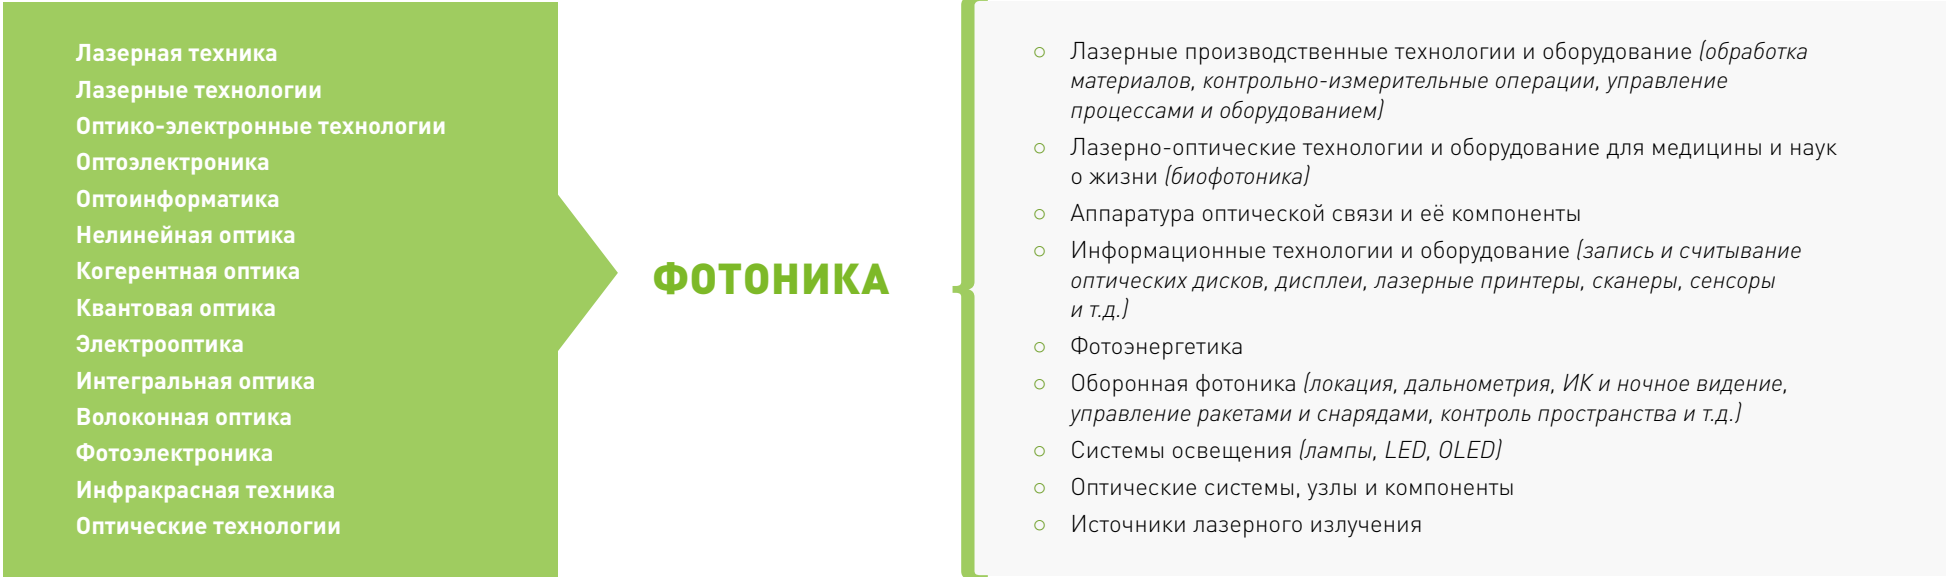 Лазерная техника
Лазерные технологии
Оптико-электронные технологии
Оптоэлектроника
Оптоинформатика
Нелинейная оптика
Когерентная оптика
Квантовая оптика
Электрооптика
Интегральная оптика
Волоконная оптика
Фотоэлектроника
Инфракрасная техника
Оптические технологии
ФОТОНИКА
○ Лазерные производственные технологии и оборудование (обработка
материалов, контрольно-измерительные операции, управление
процессами и оборудованием)
○ Лазерно-оптические технологии и оборудование для медицины и наук
о жизни (биофотоника)
○ Аппаратура оптической связи и её компоненты
○ Информационные технологии и оборудование (запись и считывание
оптических дисков, дисплеи, лазерные принтеры, сканеры, сенсоры
и т.д.)
○ Фотоэнергетика
○ Оборонная фотоника (локация, дальнометрия, ИК и ночное видение,
управление ракетами и снарядами, контроль пространства и т.д.)
○ Системы освещения (лампы, LED, OLED)
○ Оптические системы, узлы и компоненты
○ Источники лазерного излучения